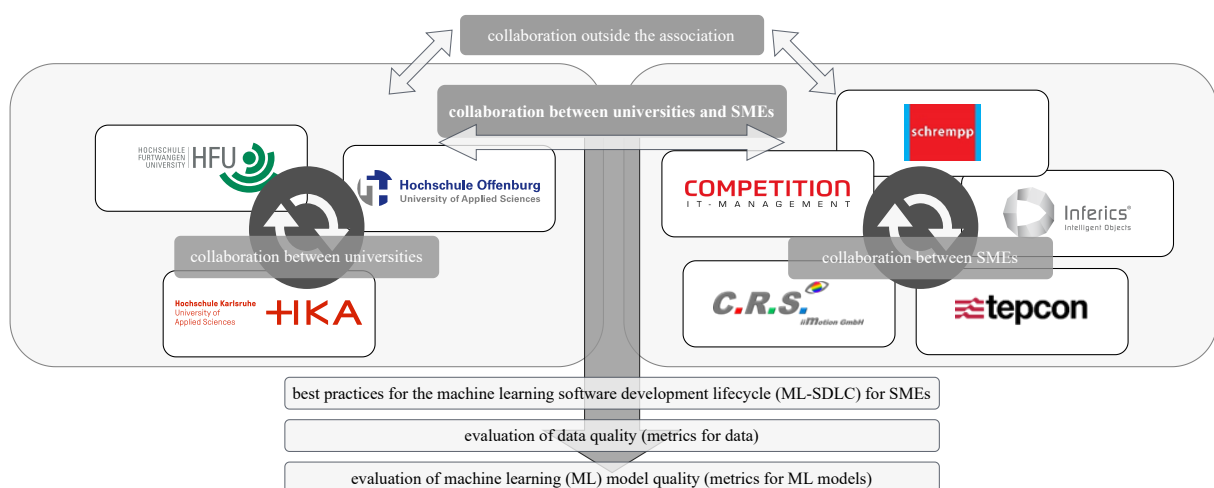 collaboration outside the association
collaboration between universities and SMEs
HOCHSCHULE
FURTWANGEN
UNIVERSITY
HFU
Hochschule Offenburg
University of Applied Sciences
collaboration between universities
Hochschule Karlsruhe
University of
Applied Sciences
HKA
schrempp
COMPETITION
IT-MANAGEMENT
Inferics®
Intelligent Objects
collaboration between SMEs
C.R.S.
iiMotion GmbH
tepcon
best practices for the machine learning software development lifecycle (ML-SDLC) for SMEs
evaluation of data quality (metrics for data)
evaluation of machine learning (ML) model quality (metrics for ML models)